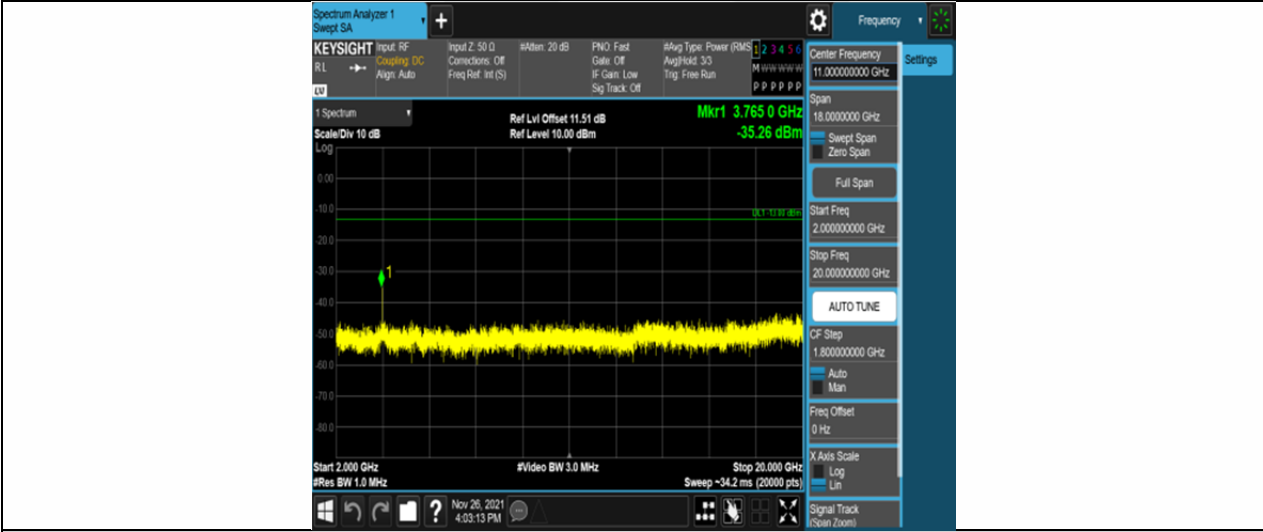 Spectrum Analyzer 1
Swept SA
+
Frequency
KEYSIGHT
RL
LV
Input: RF
Coupling: DC
Align: Auto
Input Z: 50 Ω
Corrections: Off
Freq Ref: Int (S)
#Atten: 20 dB
PNO: Fast
Gate: Off
IF Gain: Low
Sig Track: Off
#Avg Type: Power (RMS
Avg|Hold: 3/3
Trig: Free Run
1 2 3 4 5 6
M W W W W W
P P P P P P
1 Spectrum
Scale/Div 10 dB
Ref Lvl Offset 11.51 dB
Ref Level 10.00 dBm
Mkr1 3.765 0 GHz
-35.26 dBm
Log
0.00
-10.0
DL1 -13.00 dBm
-20.0
-30.0
1
-40.0
-50.0
-60.0
-70.0
-80.0
Start 2.000 GHz
#Video BW 3.0 MHz
Stop 20.000 GHz
#Res BW 1.0 MHz
Sweep ~34.2 ms (20000 pts)
Nov 26, 2021
4:03:13 PM
?
Center Frequency
11.000000000 GHz
Settings
Span
18.0000000 GHz
Swept Span
Zero Span
Full Span
Start Freq
2.000000000 GHz
Stop Freq
20.000000000 GHz
AUTO TUNE
CF Step
1.800000000 GHz
Auto
Man
Freq Offset
0 Hz
X Axis Scale
Log
Lin
Signal Track
(Span Zoom)